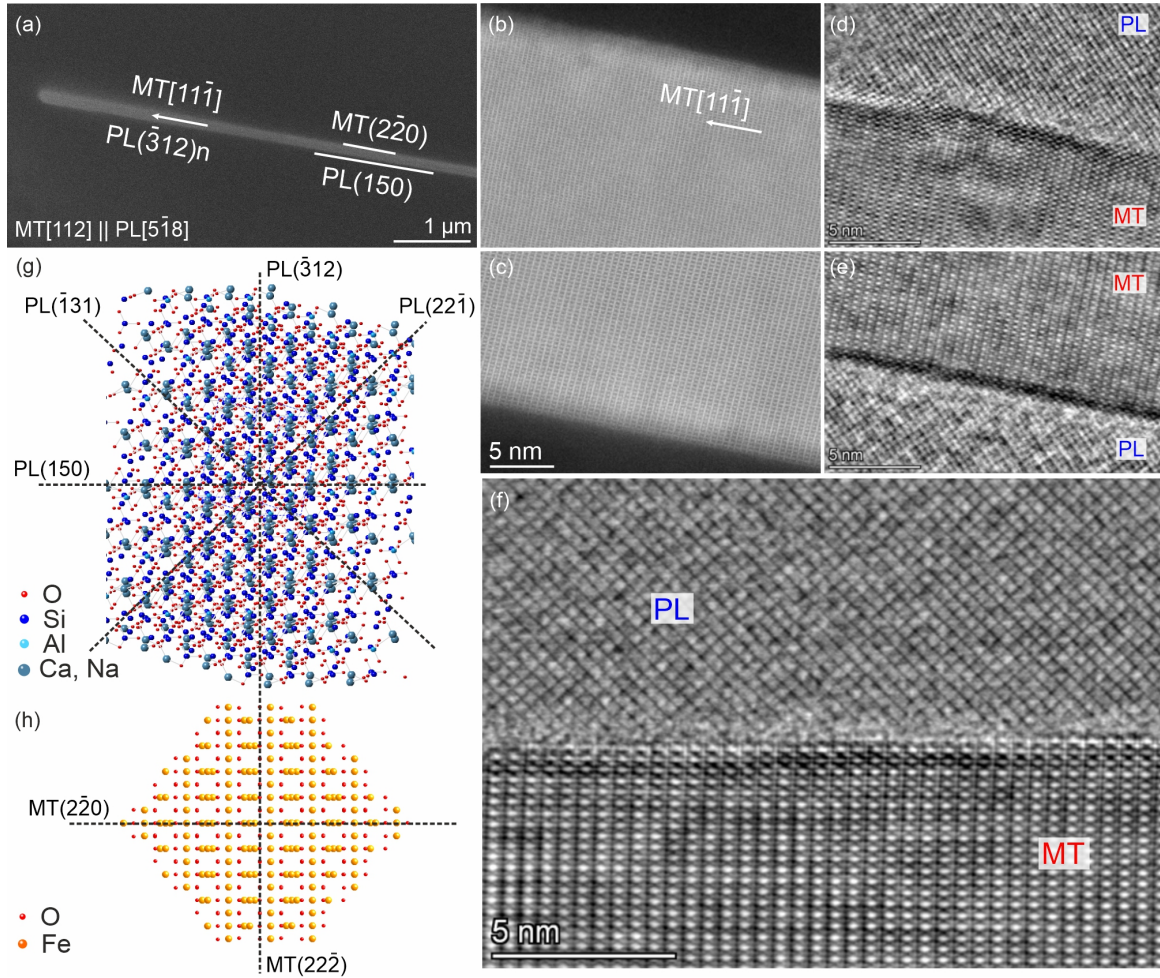 (a)
MT[111̄]
PL(3̄12)n
MT(22̄0)
PL(150)
MT[112] || PL[51̄8]
1 µm
(b)
MT[111̄]
(c)
5 nm
(d)
PL
MT
5 nm
(e)
MT
PL
5 nm
(g)
PL(3̄12)
PL(1̄31)
PL(221̄)
PL(150)
O
Si
Al
Ca, Na
(h)
MT(22̄0)
O
Fe
MT(222̄)
(f)
PL
MT
5 nm